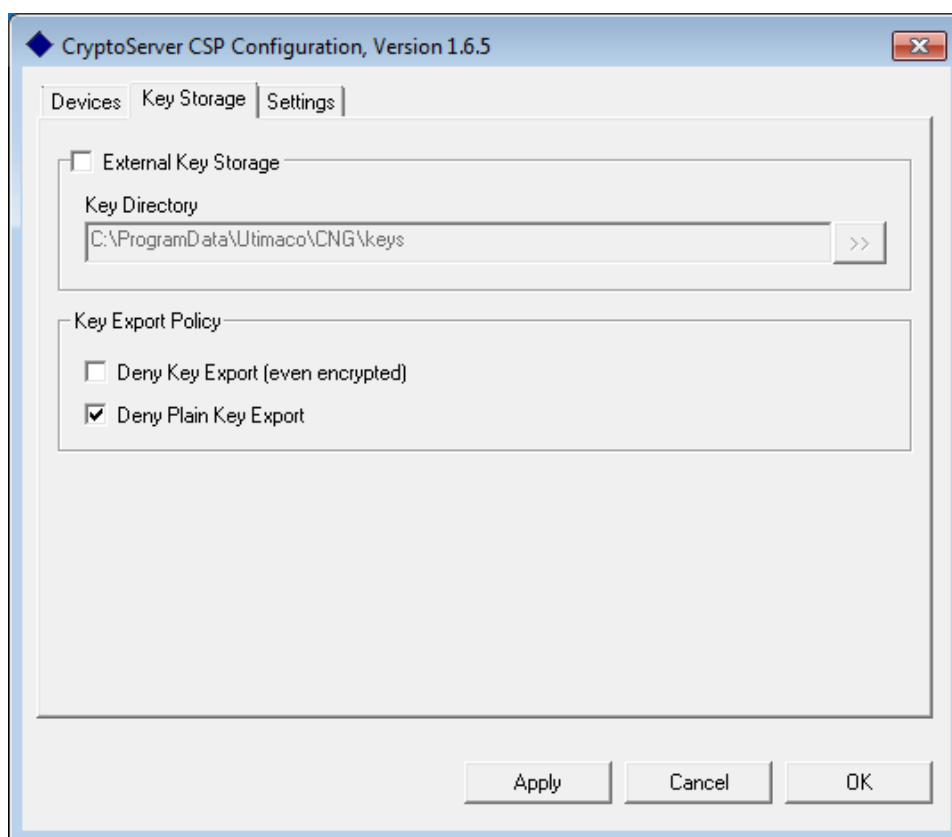 CryptoServer CSP Configuration, Version 1.6.5
Devices Key Storage Settings
External Key Storage
Key Directory
C:\ProgramData\Utimaco\CNG\keys >>
Key Export Policy
Deny Key Export (even encrypted)
Deny Plain Key Export
Apply Cancel OK